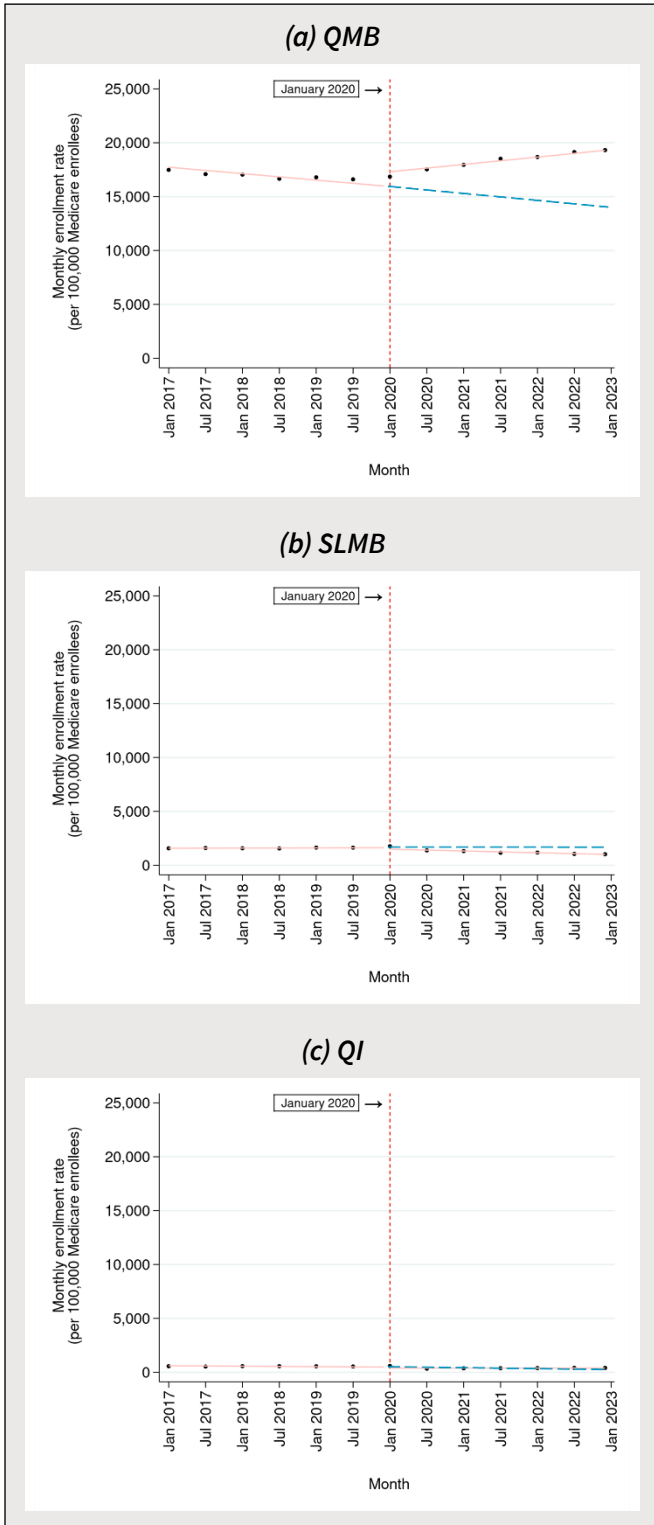 (a) QMB
25,000
20,000
15,000
10,000
5,000
0
Monthly enrollment rate
(per 100,000 Medicare enrollees)
January 2020 →
Jan 2017
Jul 2017
Jan 2018
Jul 2018
Jan 2019
Jul 2019
Jan 2020
Jul 2020
Jan 2021
Jul 2021
Jan 2022
Jul 2022
Jan 2023
Month
(b) SLMB
25,000
20,000
15,000
10,000
5,000
0
Monthly enrollment rate
(per 100,000 Medicare enrollees)
January 2020 →
Jan 2017
Jul 2017
Jan 2018
Jul 2018
Jan 2019
Jul 2019
Jan 2020
Jul 2020
Jan 2021
Jul 2021
Jan 2022
Jul 2022
Jan 2023
Month
(c) QI
25,000
20,000
15,000
10,000
5,000
0
Monthly enrollment rate
(per 100,000 Medicare enrollees)
January 2020 →
Jan 2017
Jul 2017
Jan 2018
Jul 2018
Jan 2019
Jul 2019
Jan 2020
Jul 2020
Jan 2021
Jul 2021
Jan 2022
Jul 2022
Jan 2023
Month